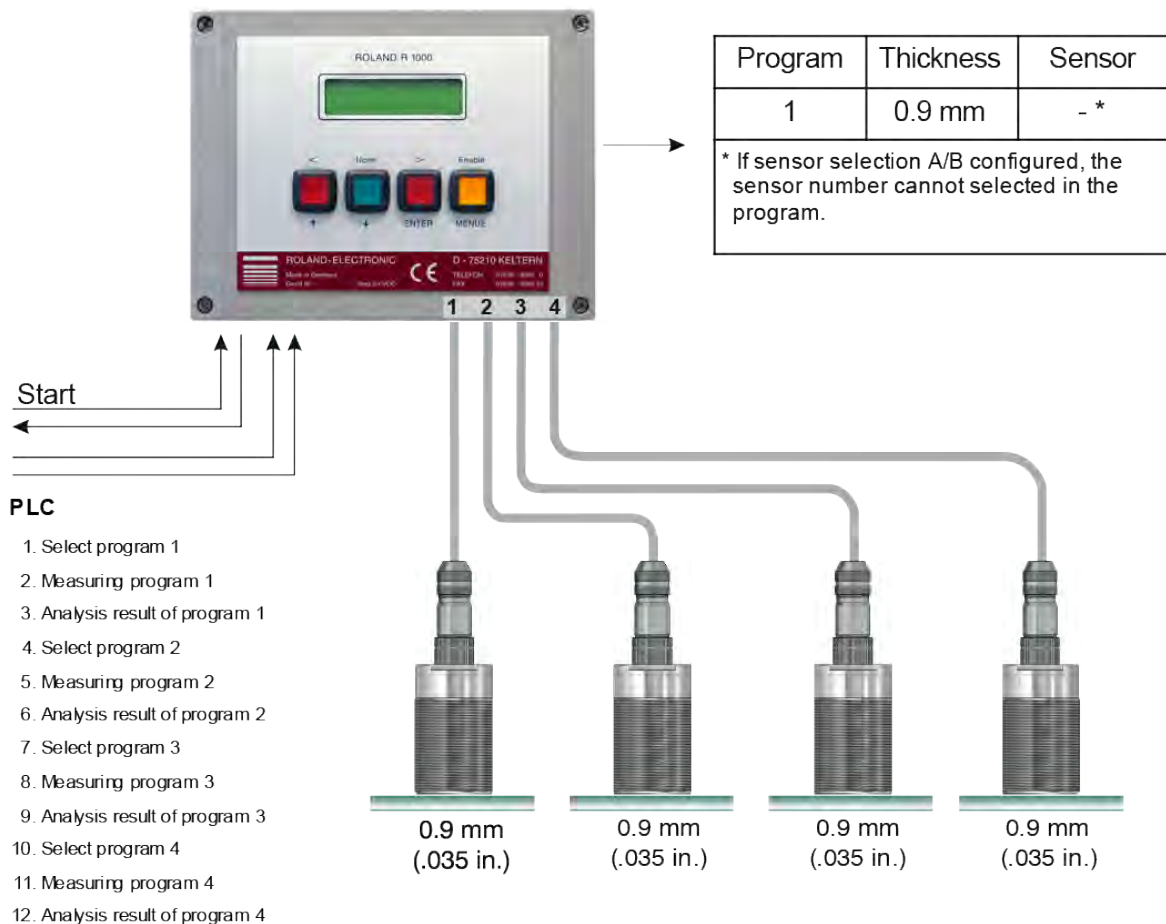 ROLAND R 1000
< Norm > Enable
ENTER MENUE
ROLAND-ELECTRONIC
Made in Germany
D - 75210 KELTERN
TELEFON
FAX
CE
1 2 3 4
Program Thickness Sensor
1 0.9 mm - *
* If sensor selection A/B configured, the
sensor number cannot selected in the
program.
Start
PLC
1. Select program 1
2. Measuring program 1
3. Analysis result of program 1
4. Select program 2
5. Measuring program 2
6. Analysis result of program 2
7. Select program 3
8. Measuring program 3
9. Analysis result of program 3
10. Select program 4
11. Measuring program 4
12. Analysis result of program 4
0.9 mm
(.035 in.)
0.9 mm
(.035 in.)
0.9 mm
(.035 in.)
0.9 mm
(.035 in.)